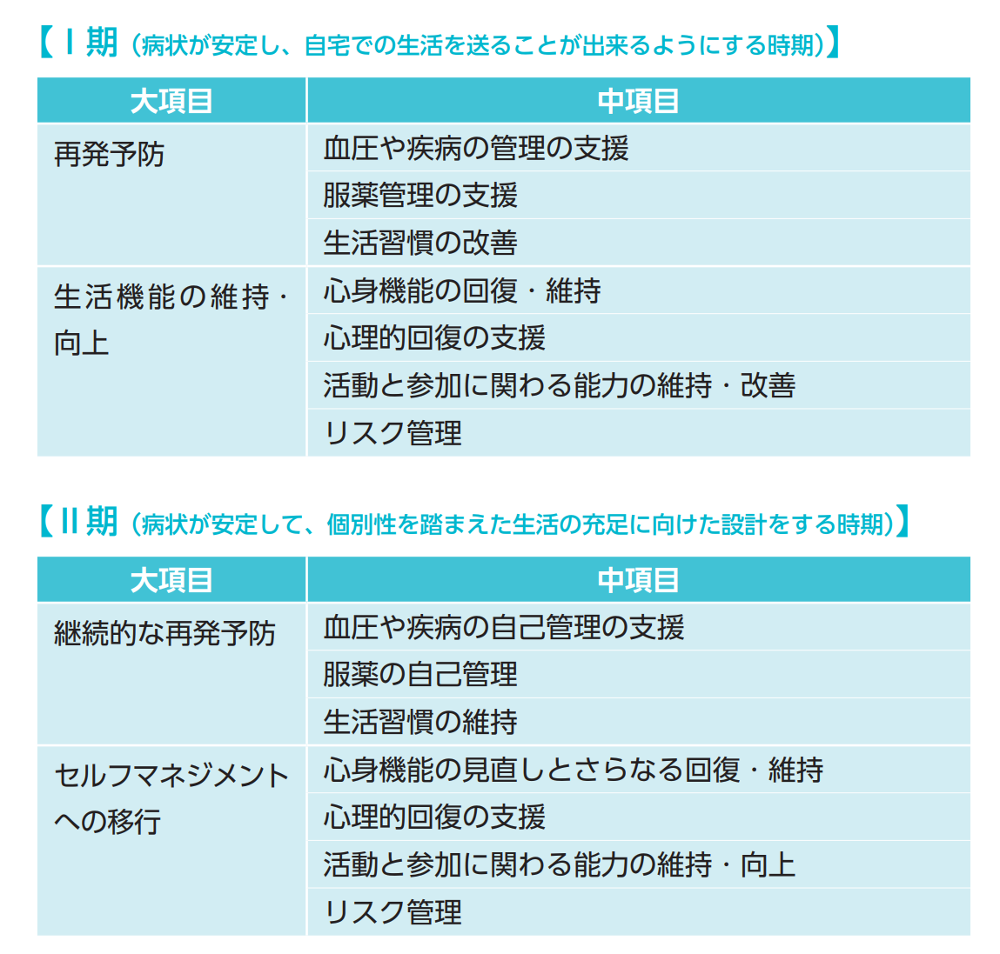 【Ⅰ期（病状が安定し、自宅での生活を送ることが出来るようにする時期）】
大項目 中項目
再発予防 血圧や疾病の管理の支援
服薬管理の支援
生活習慣の改善
生活機能の維持・ 心身機能の回復・維持
向上 心理的回復の支援
活動と参加に関わる能力の維持・改善
リスク管理
【Ⅱ期（病状が安定して、個別性を踏まえた生活の充足に向けた設計をする時期）】
大項目 中項目
継続的な再発予防 血圧や疾病の自己管理の支援
服薬の自己管理
生活習慣の維持
セルフマネジメント 心身機能の見直しとさらなる回復・維持
への移行 心理的回復の支援
活動と参加に関わる能力の維持・向上
リスク管理